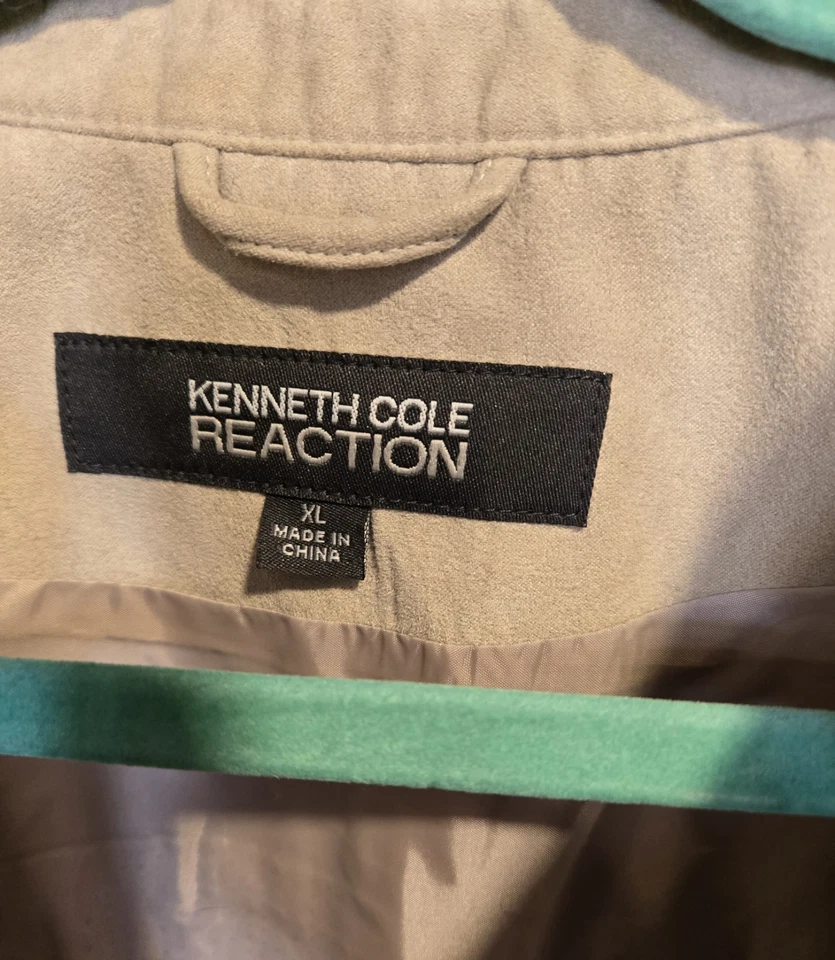 KENNETH COLE
REACTION
XL
MADE IN
CHINA